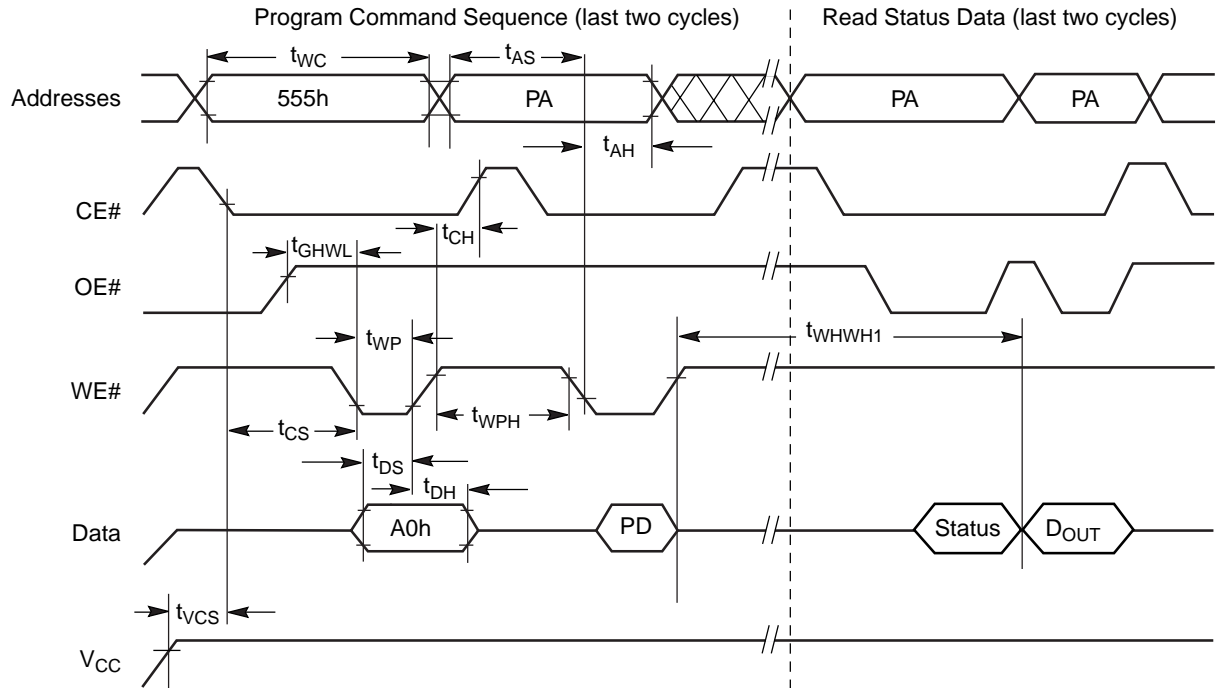 Program Command Sequence (last two cycles)
Read Status Data (last two cycles)
tWC
tAS
Addresses
555h
PA
PA
PA
tAH
CE#
tCH
tGHWL
OE#
tWP
tWHWH1
WE#
tWPH
tCS
tDS
tDH
Data
A0h
PD
Status
DOUT
tVCS
VCC